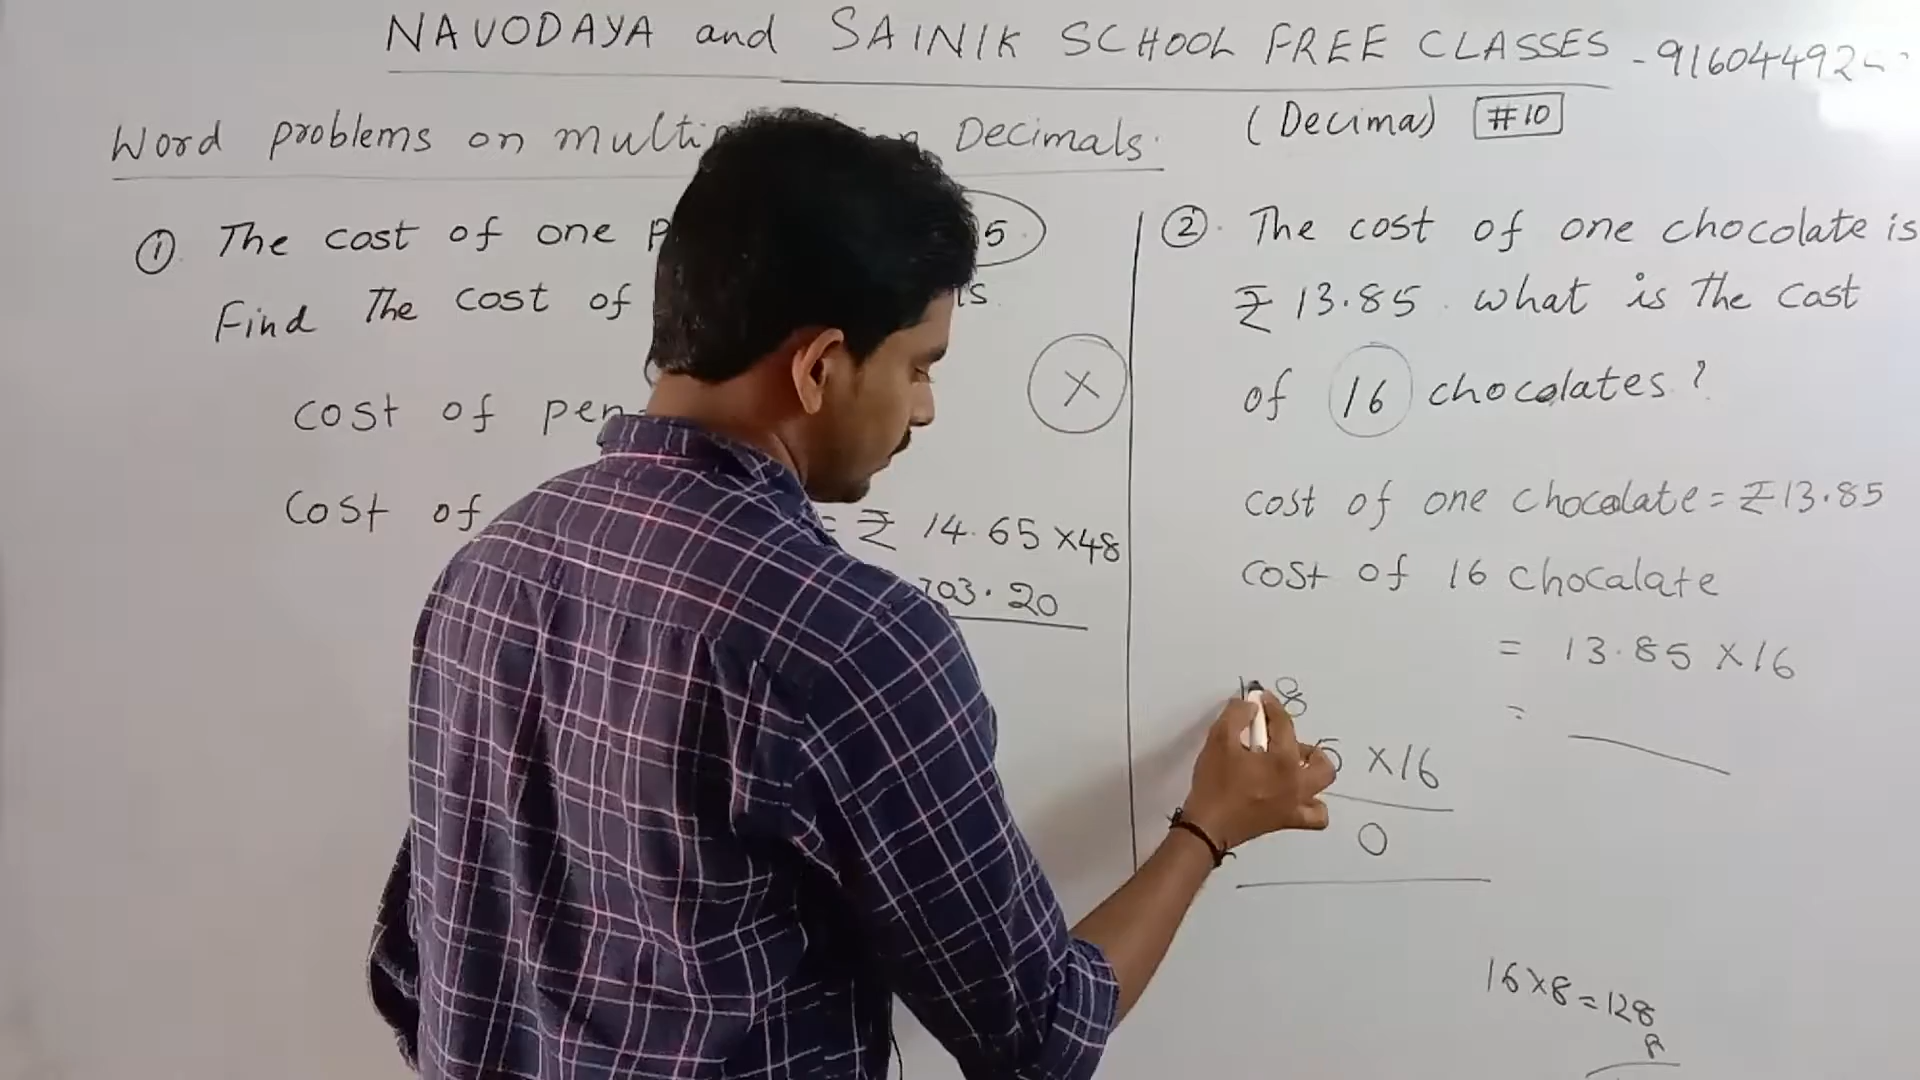 NAVODAYA and SAINIK SCHOOL FREE CLASSES - 91604492
Word problems on Decimals.
(Decimal) #10
① The cost of one 5
Find The cost of
×
cost of pen
cost of = ₹ 14.65 ×48
703.20
②. The cost of one chocolate is
₹ 13.85. what is The cost
of 16 chocolates?
cost of one chocolate = ₹13.85
cost of 16 chocalate
= 13.85 ×16
=
8
5 ×16
0
16×8=128
8